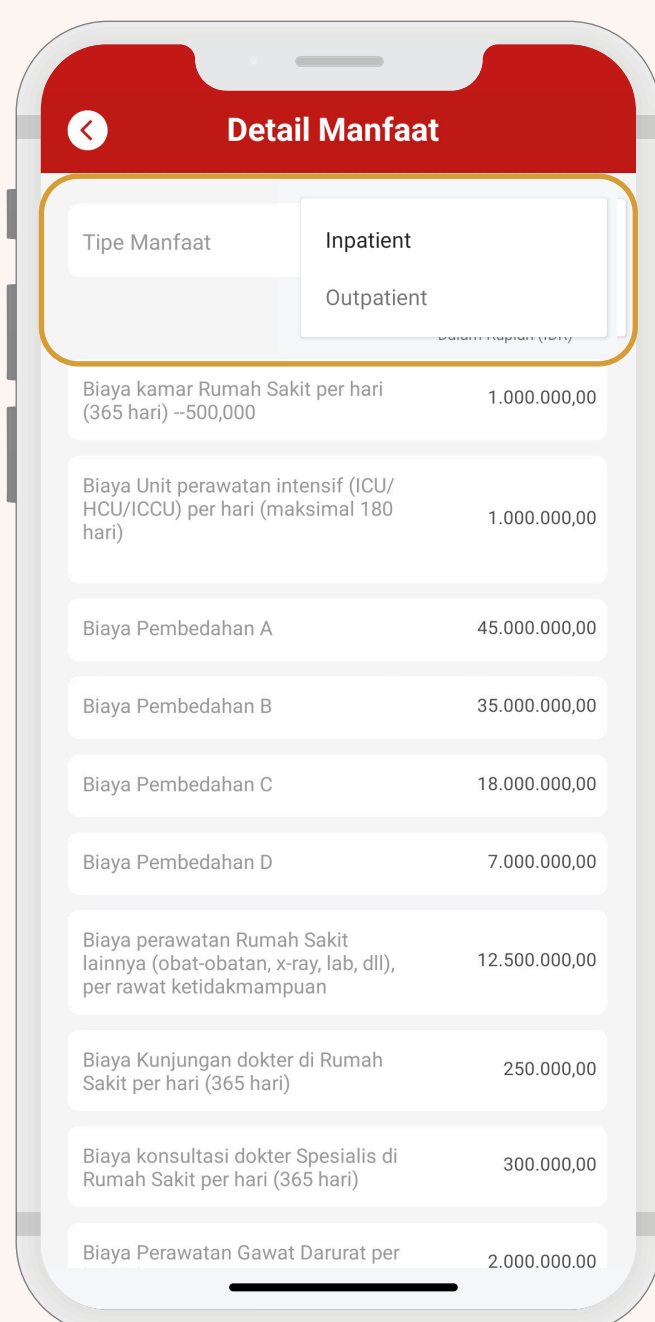 Detail Manfaat
Tipe Manfaat
Inpatient
Outpatient
Dalam Rupiah (IDR)
Biaya kamar Rumah Sakit per hari
(365 hari) --500,000
1.000.000,00
Biaya Unit perawatan intensif (ICU/
HCU/ICCU) per hari (maksimal 180
hari)
1.000.000,00
Biaya Pembedahan A
45.000.000,00
Biaya Pembedahan B
35.000.000,00
Biaya Pembedahan C
18.000.000,00
Biaya Pembedahan D
7.000.000,00
Biaya perawatan Rumah Sakit
lainnya (obat-obatan, x-ray, lab, dll),
per rawat ketidakmampuan
12.500.000,00
Biaya Kunjungan dokter di Rumah
Sakit per hari (365 hari)
250.000,00
Biaya konsultasi dokter Spesialis di
Rumah Sakit per hari (365 hari)
300.000,00
Biaya Perawatan Gawat Darurat per
2.000.000,00